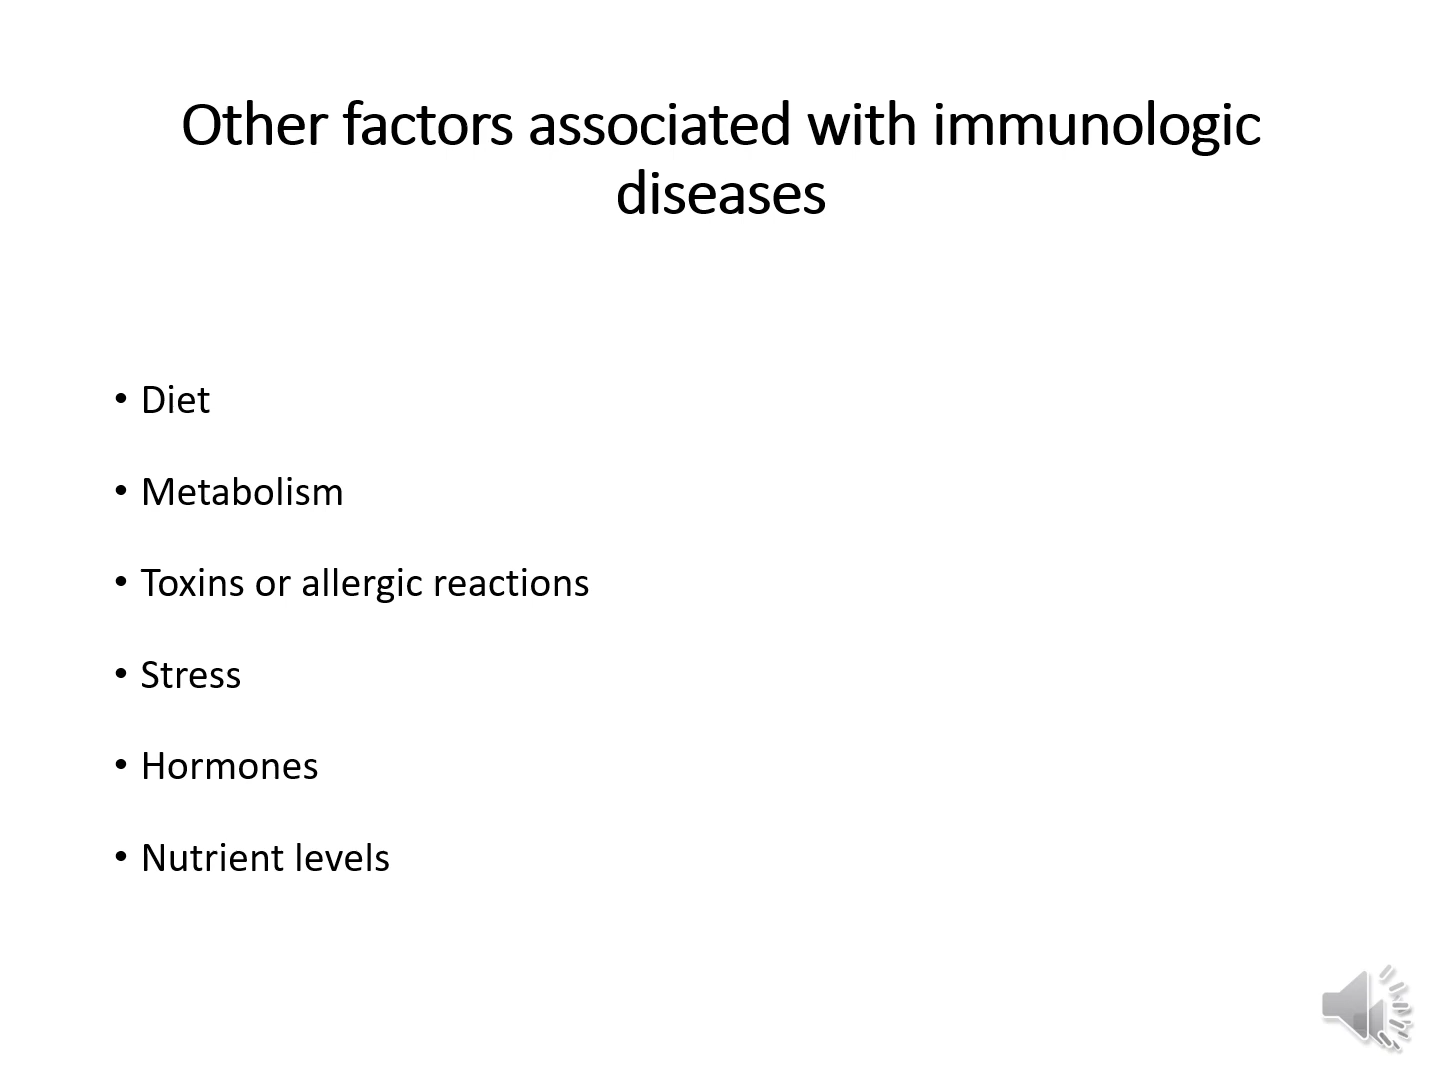 Other factors associated with immunologic
diseases
• Diet
• Metabolism
• Toxins or allergic reactions
• Stress
• Hormones
• Nutrient levels